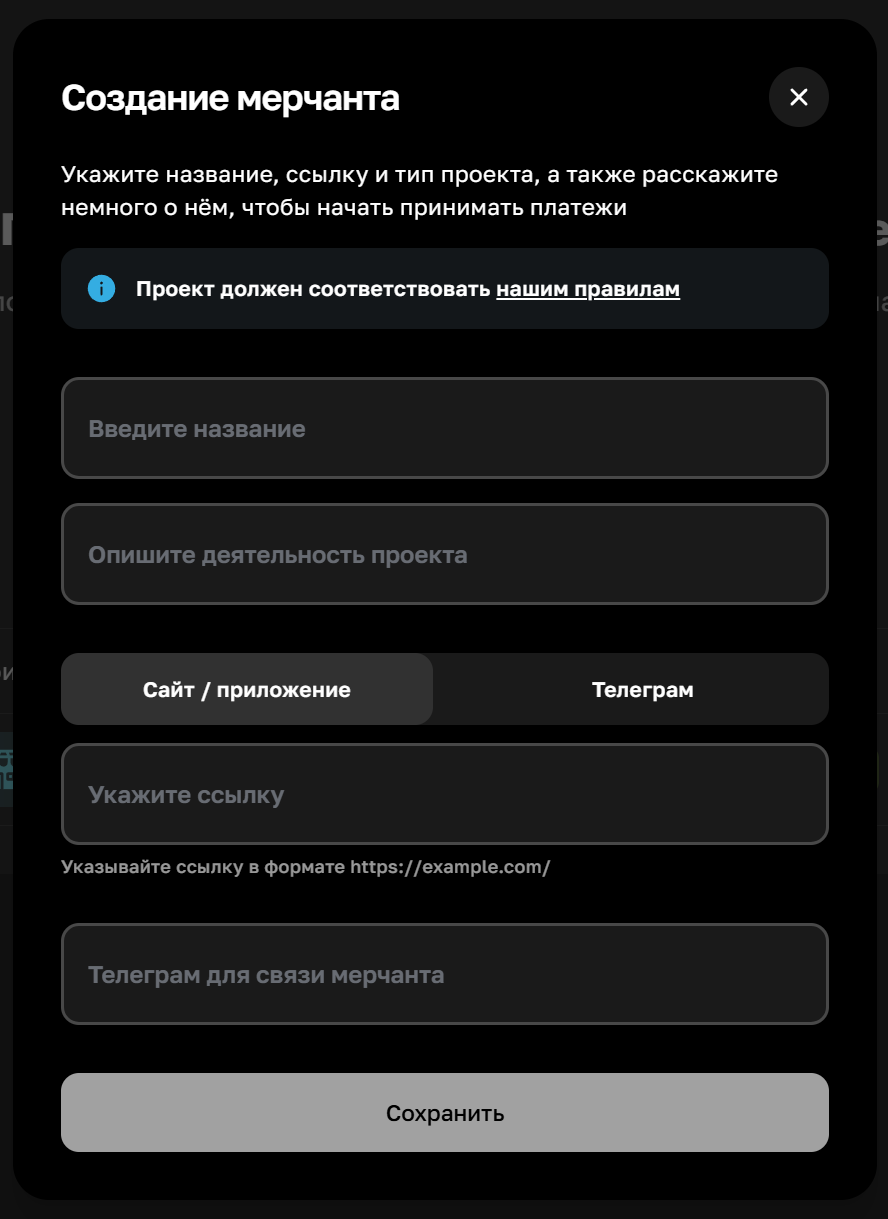 Создание мерчанта
Укажите название, ссылку и тип проекта, а также расскажите
немного о нём, чтобы начать принимать платежи
Проект должен соответствовать нашим правилам
Введите название
Опишите деятельность проекта
Сайт / приложение
Телеграм
Укажите ссылку
Указывайте ссылку в формате https://example.com/
Телеграм для связи мерчанта
Сохранить